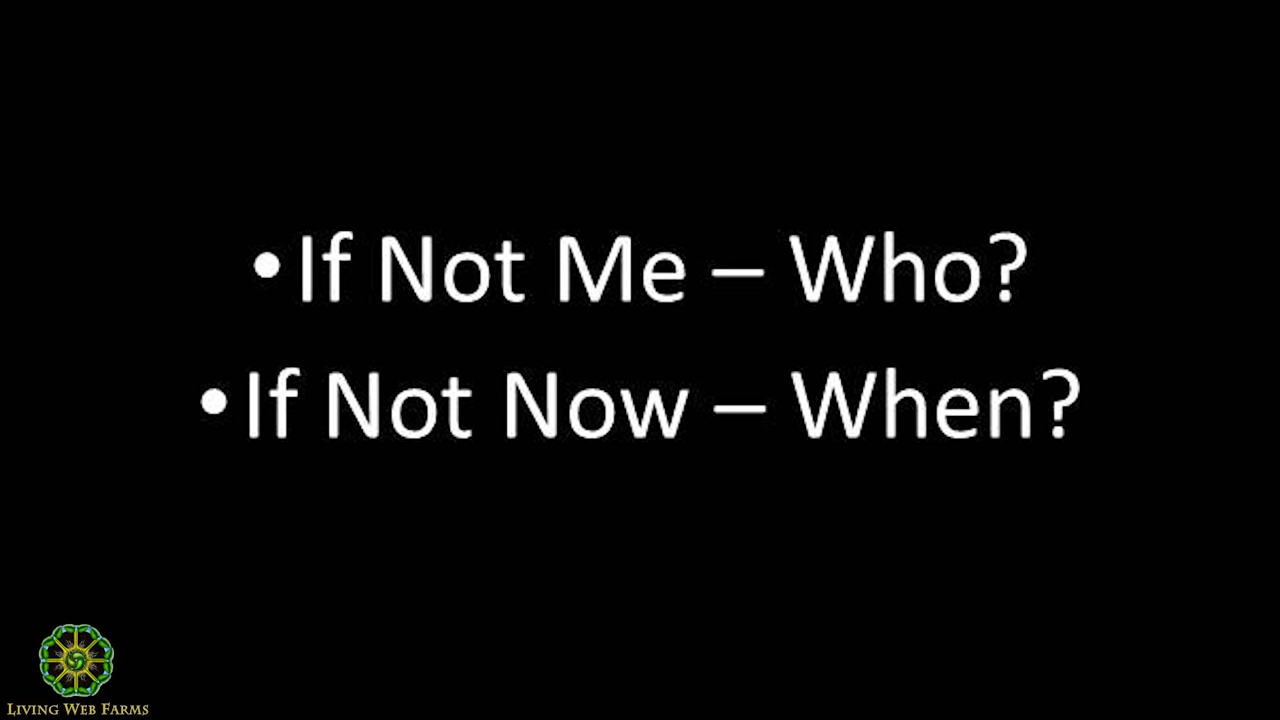 •If Not Me – Who?
•If Not Now – When?
Living Web Farms